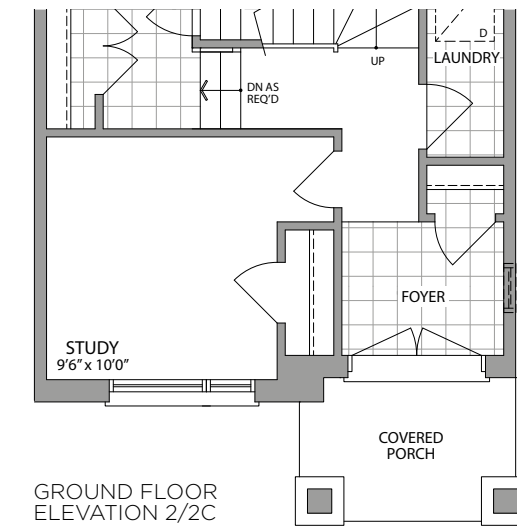 D
LAUNDRY
UP
DN AS
REQ'D
FOYER
STUDY
9'6" x 10'0"
COVERED
PORCH
GROUND FLOOR
ELEVATION 2/2C